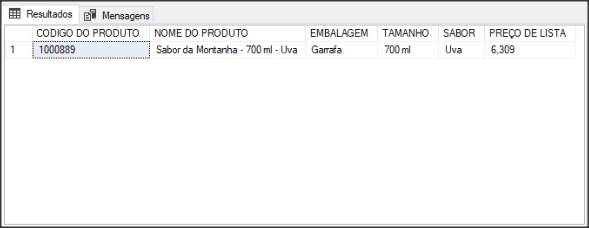 Resultados Mensagens
CODIGO DO PRODUTO NOME DO PRODUTO EMBALAGEM TAMANHO SABOR PREÇO DE LISTA
1 1000889 Sabor da Montanha - 700 ml - Uva Garrafa 700 ml Uva 6,309